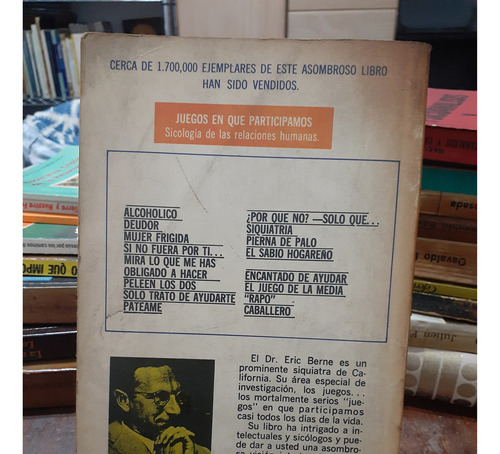 CERCA DE 1.700,000 EJEMPLARES DE ESTE ASOMBROSO LIBRO
HAN SIDO VENDIDOS.
JUEGOS EN QUE PARTICIPAMOS
Sicología de las relaciones humanas.
ALCOHOLICO
DEUDOR
MUJER FRIGIDA
SI NO FUERA POR TI...
MIRA LO QUE ME HAS
OBLIGADO A HACER
PELEEN LOS DOS
SOLO TRATO DE AYUDARTE
PATEAME
¿POR QUE NO? —SOLO QUE...
SIQUIATRIA
PIERNA DE PALO
EL SABIO HOGAREÑO
ENCANTADO DE AYUDAR
EL JUEGO DE LA MEDIA
"RAPO"
CABALLERO
El Dr. Eric Berne es un
prominente siquiatra de Ca-
lifornia. Su área especial de
investigación, los juegos...
los mortalmente serios "jue-
gos" en que participamos
casi todos los días de la vida.
Su libro ha intrigado a in-
telectuales y sicólogos y pue-
de dar a usted una asombro-
Osvaldo